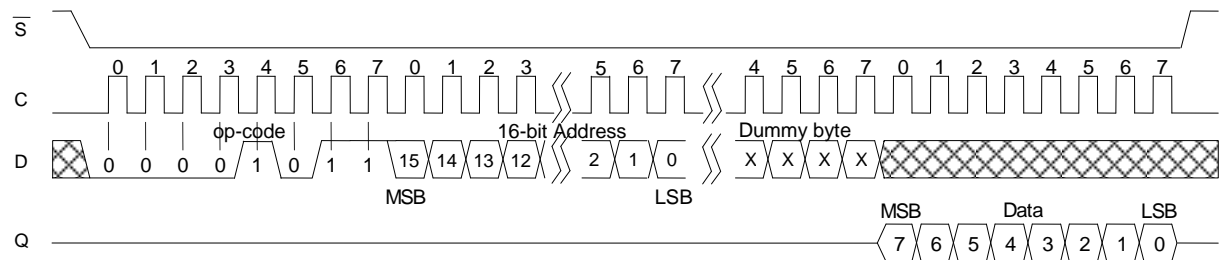 S
0 1 2 3 4 5 6 7 0 1 2 3 5 6 7 4 5 6 7 0 1 2 3 4 5 6 7
C
op-code 16-bit Address Dummy byte
D 0 0 0 0 1 0 1 1 15 14 13 12 2 1 0 X X X X
MSB LSB
MSB Data LSB
Q 7 6 5 4 3 2 1 0